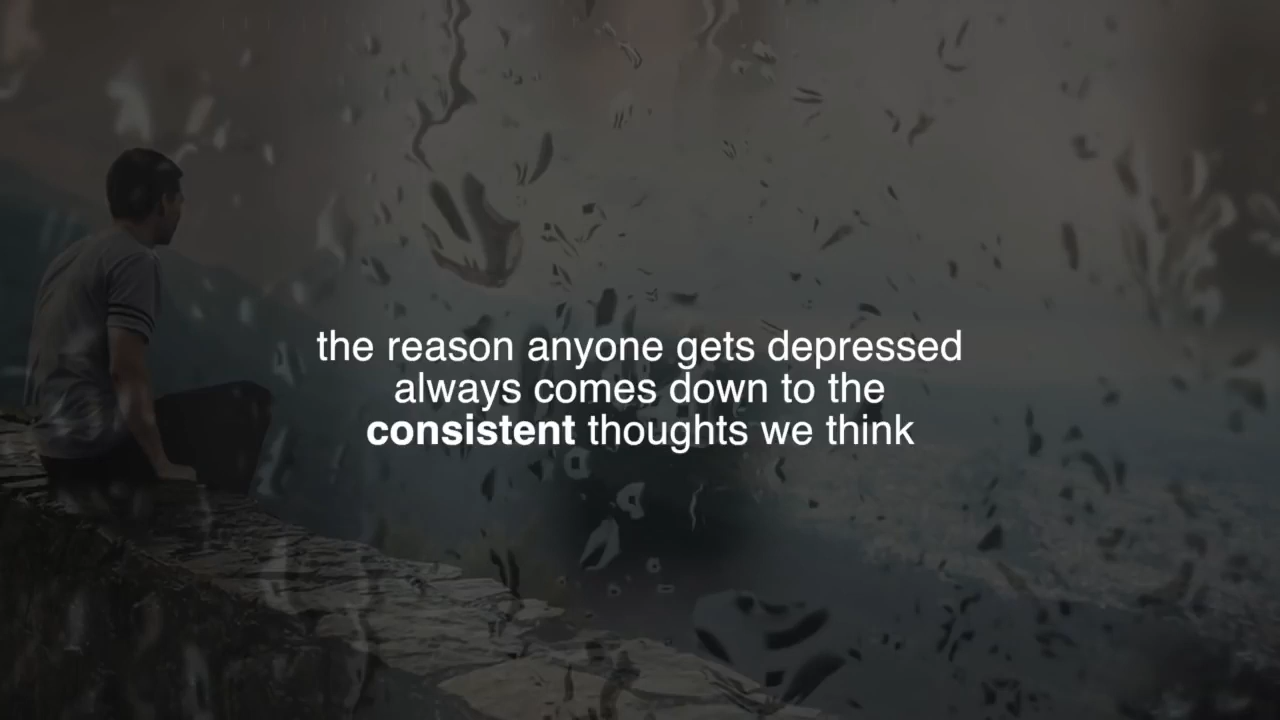 the reason anyone gets depressed
always comes down to the
consistent thoughts we think